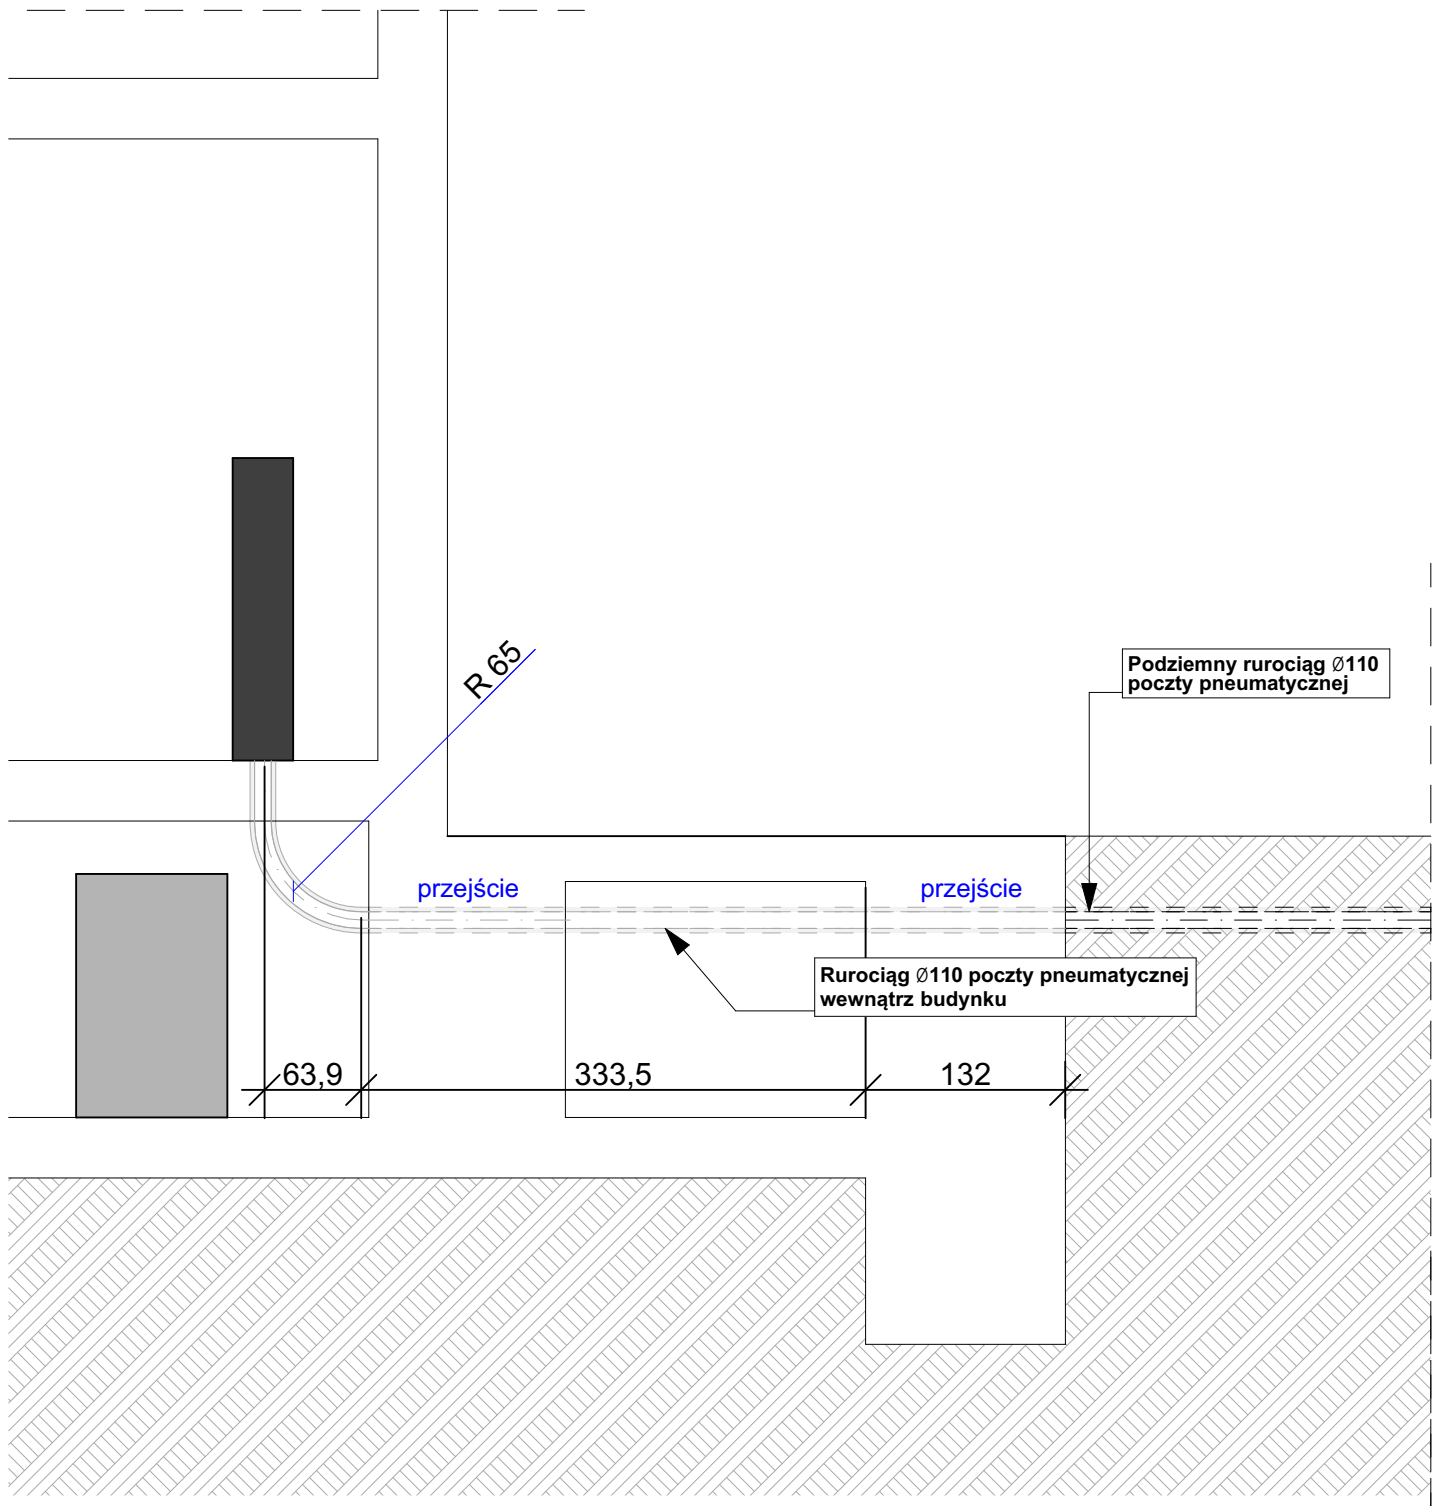 R 65
Podziemny rurociąg Ø110
poczty pneumatycznej
przejście
przejście
Rurociąg Ø110 poczty pneumatycznej
wewnątrz budynku
63,9
333,5
132